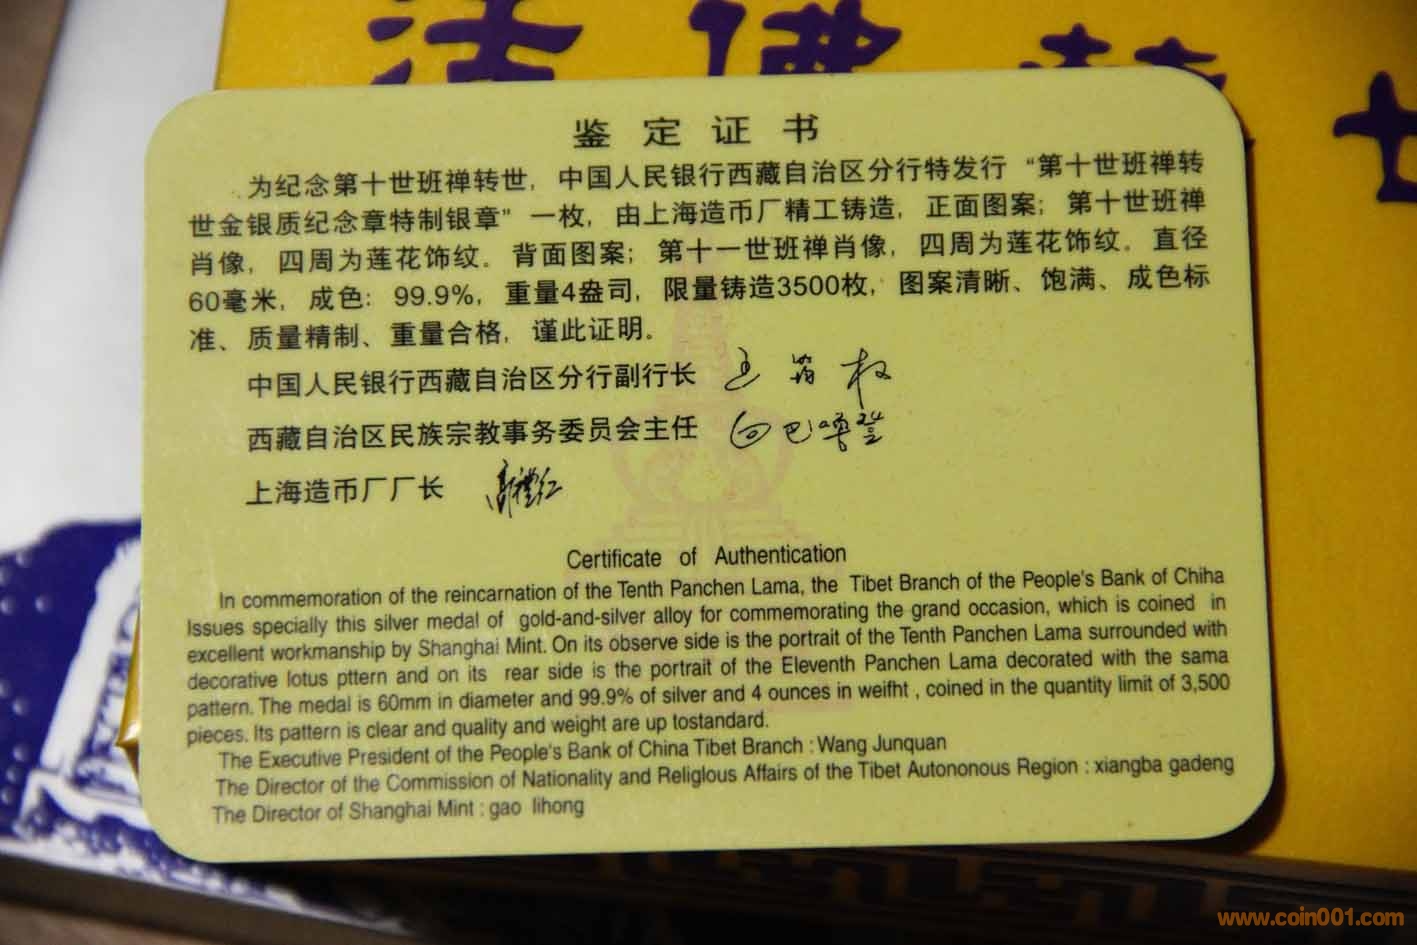 活佛转世
鉴定证书
为纪念第十世班禅转世，中国人民银行西藏自治区分行特发行“第十世班禅转
世金银质纪念章特制银章”一枚，由上海造币厂精工铸造，正面图案；第十世班禅
肖像，四周为莲花饰纹。背面图案；第十一世班禅肖像，四周为莲花饰纹。直径
60毫米，成色：99.9%，重量4盎司，限量铸造3500枚，图案清晰、饱满、成色标
准、质量精制、重量合格，谨此证明。
中国人民银行西藏自治区分行副行长
西藏自治区民族宗教事务委员会主任
上海造币厂厂长
Certificate of Authentication
In commemoration of the reincarnation of the Tenth Panchen Lama, the Tibet Branch of the People's Bank of Chiha
Issues specially this silver medal of gold-and-silver alloy for commemorating the grand occasion, which is coined in
excellent workmanship by Shanghai Mint. On its observe side is the portrait of the Tenth Panchen Lama surrounded with
decorative lotus pttern and on its rear side is the portrait of the Eleventh Panchen Lama decorated with the sama
pattern. The medal is 60mm in diameter and 99.9% of silver and 4 ounces in weifht , coined in the quantity limit of 3,500
pieces. Its pattern is clear and quality and weight are up tostandard.
The Executive President of the People's Bank of China Tibet Branch : Wang Junquan
The Director of the Commission of Nationality and Religlous Affairs of the Tibet Autononous Region : xiangba gadeng
The Director of Shanghai Mint : gao lihong
www.coin001.com